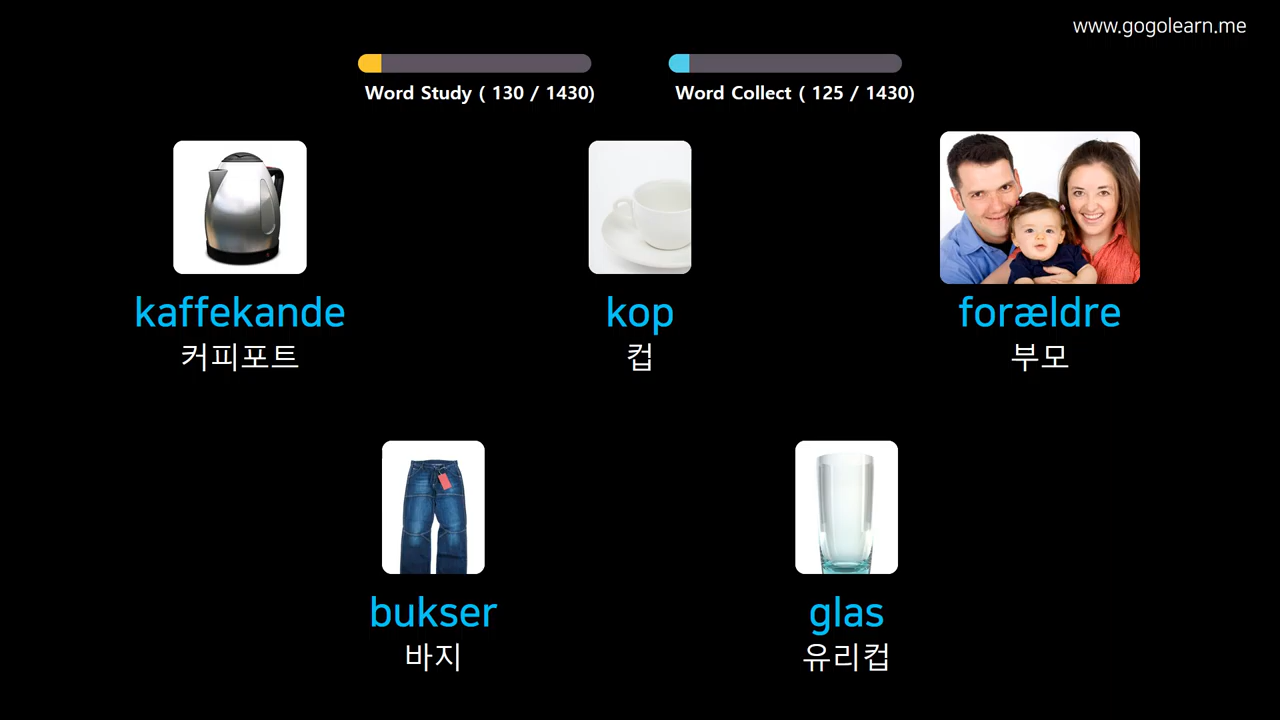 www.gogolearn.me
Word Study ( 130 / 1430)
Word Collect ( 125 / 1430)
kaffekande
커피포트
kop
컵
forældre
부모
bukser
바지
glas
유리컵